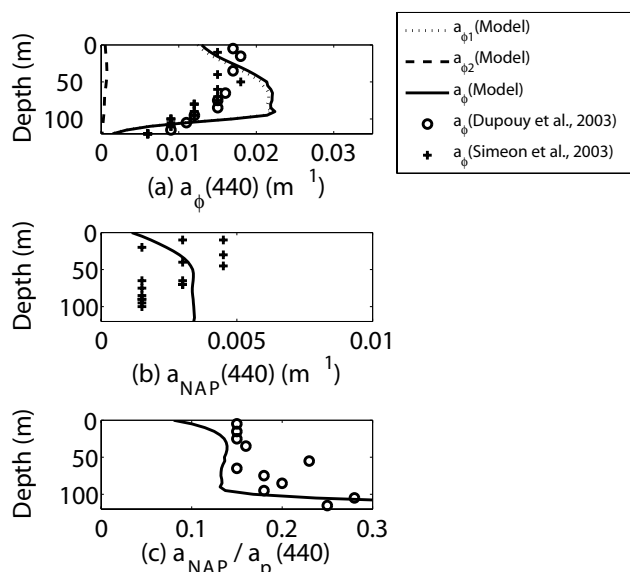 0
50
100
Depth (m)
0 0.01 0.02 0.03
(a) aϕ(440) (m 1)
0
50
100
Depth (m)
0 0.005 0.01
(b) aNAP(440) (m 1)
0
50
100
Depth (m)
0 0.1 0.2 0.3
(c) aNAP / ap(440)
aϕ1(Model)
aϕ2(Model)
aϕ(Model)
aϕ(Dupouy et al., 2003)
aϕ(Simeon et al., 2003)